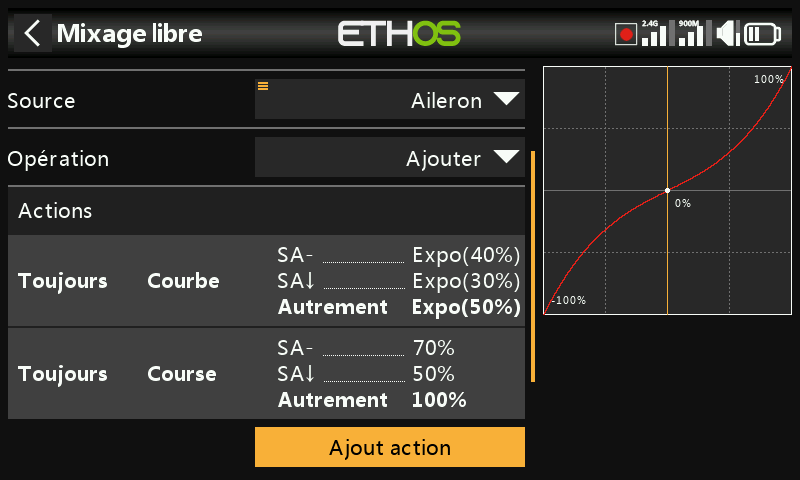 Mixage libre
ETHOS
2.4G 900M
Source Aileron
Opération Ajouter
Actions
Toujours Courbe
SA- Expo(40%)
SA↓ Expo(30%)
Autrement Expo(50%)
Toujours Course
SA- 70%
SA↓ 50%
Autrement 100%
Ajout action
100%
0%
-100%